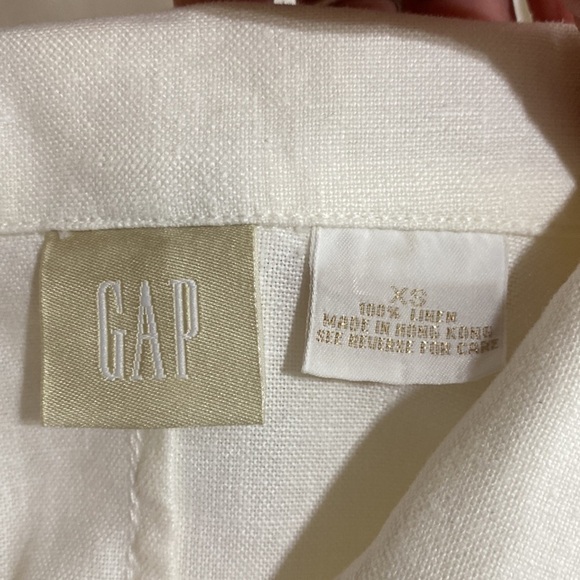 GAP
XS
100% LINEN
MADE IN HONG KONG
SEE REVERSE FOR CARE